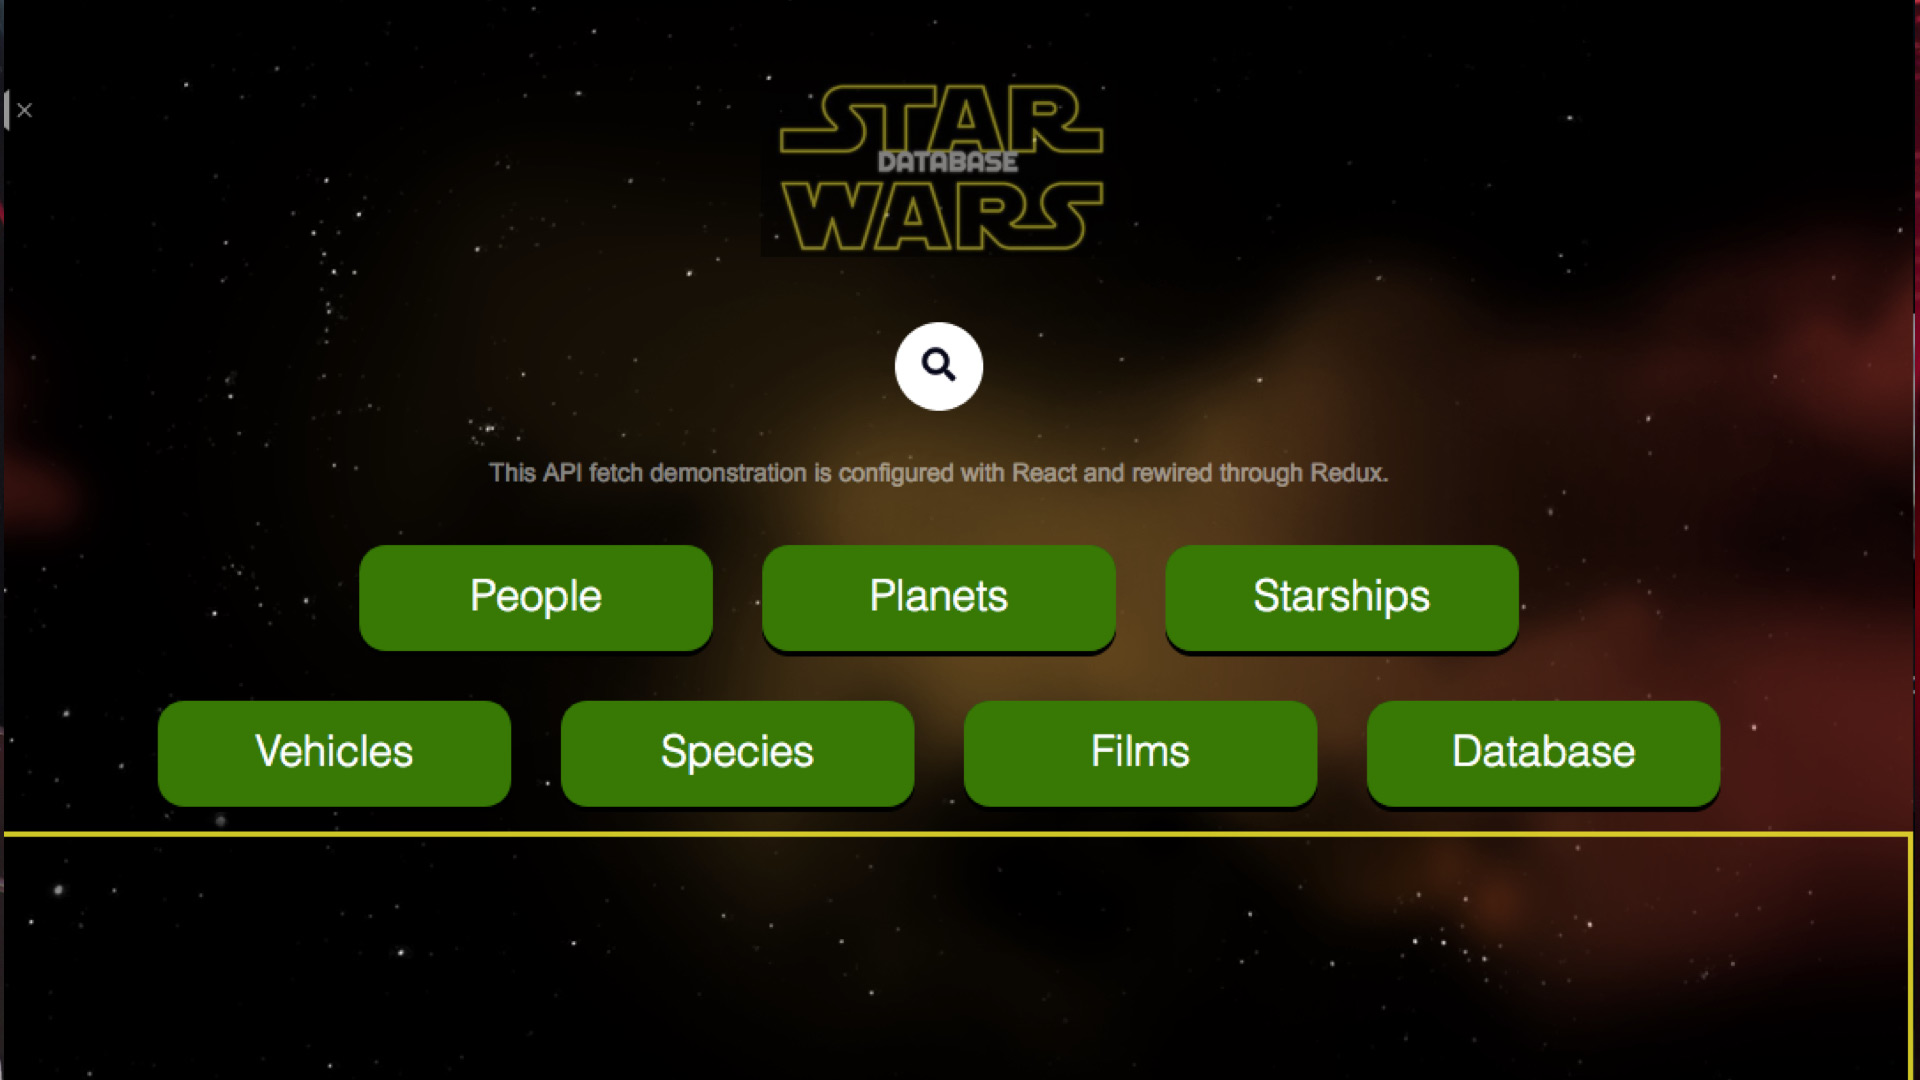 STAR
DATABASE
WARS
This API fetch demonstration is configured with React and rewired through Redux.
People Planets Starships
Vehicles Species Films Database